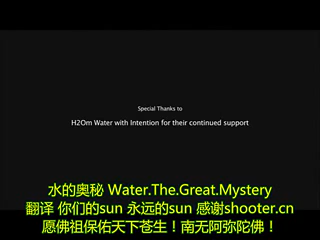 Special Thanks to
H2Om Water with Intention for their continued support
水的奥秘 Water.The.Great.Mystery
翻译 你们的sun 永远的sun 感谢shooter.cn
愿佛祖保佑天下苍生！南无阿弥陀佛！